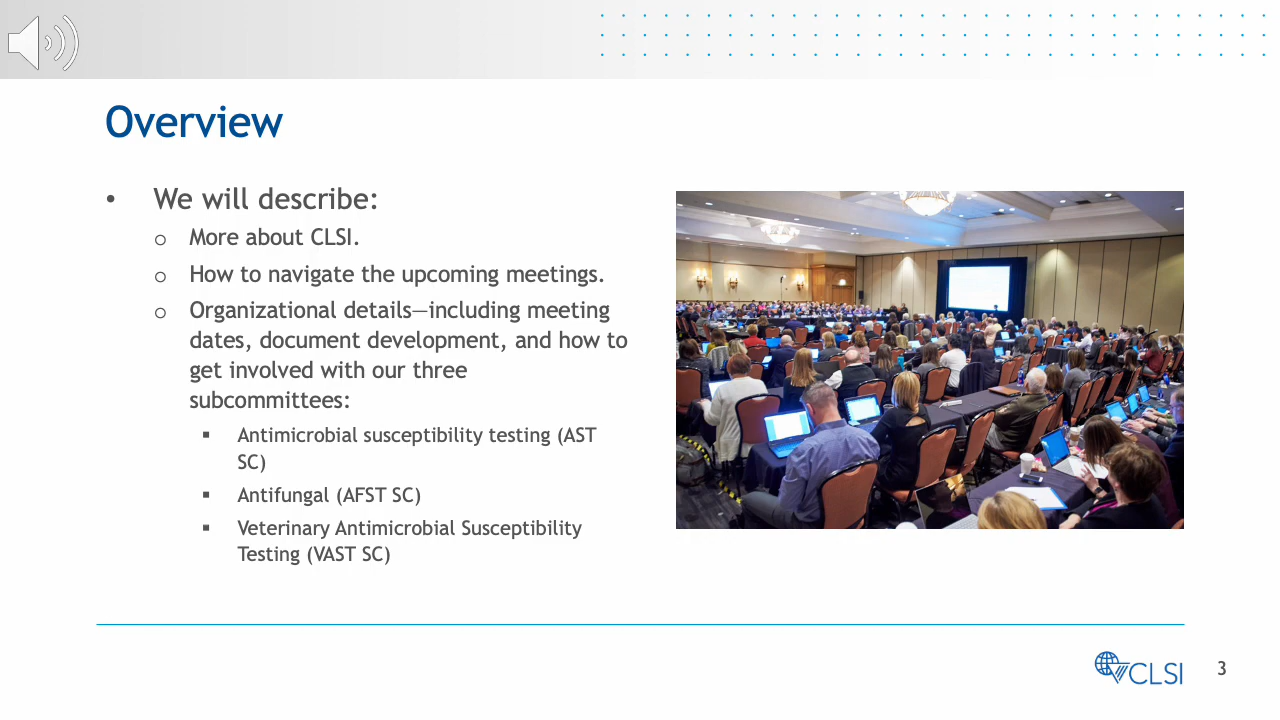 Overview
• We will describe:
o More about CLSI.
o How to navigate the upcoming meetings.
o Organizational details—including meeting
dates, document development, and how to
get involved with our three
subcommittees:
▪ Antimicrobial susceptibility testing (AST
SC)
▪ Antifungal (AFST SC)
▪ Veterinary Antimicrobial Susceptibility
Testing (VAST SC)
CLSI
3